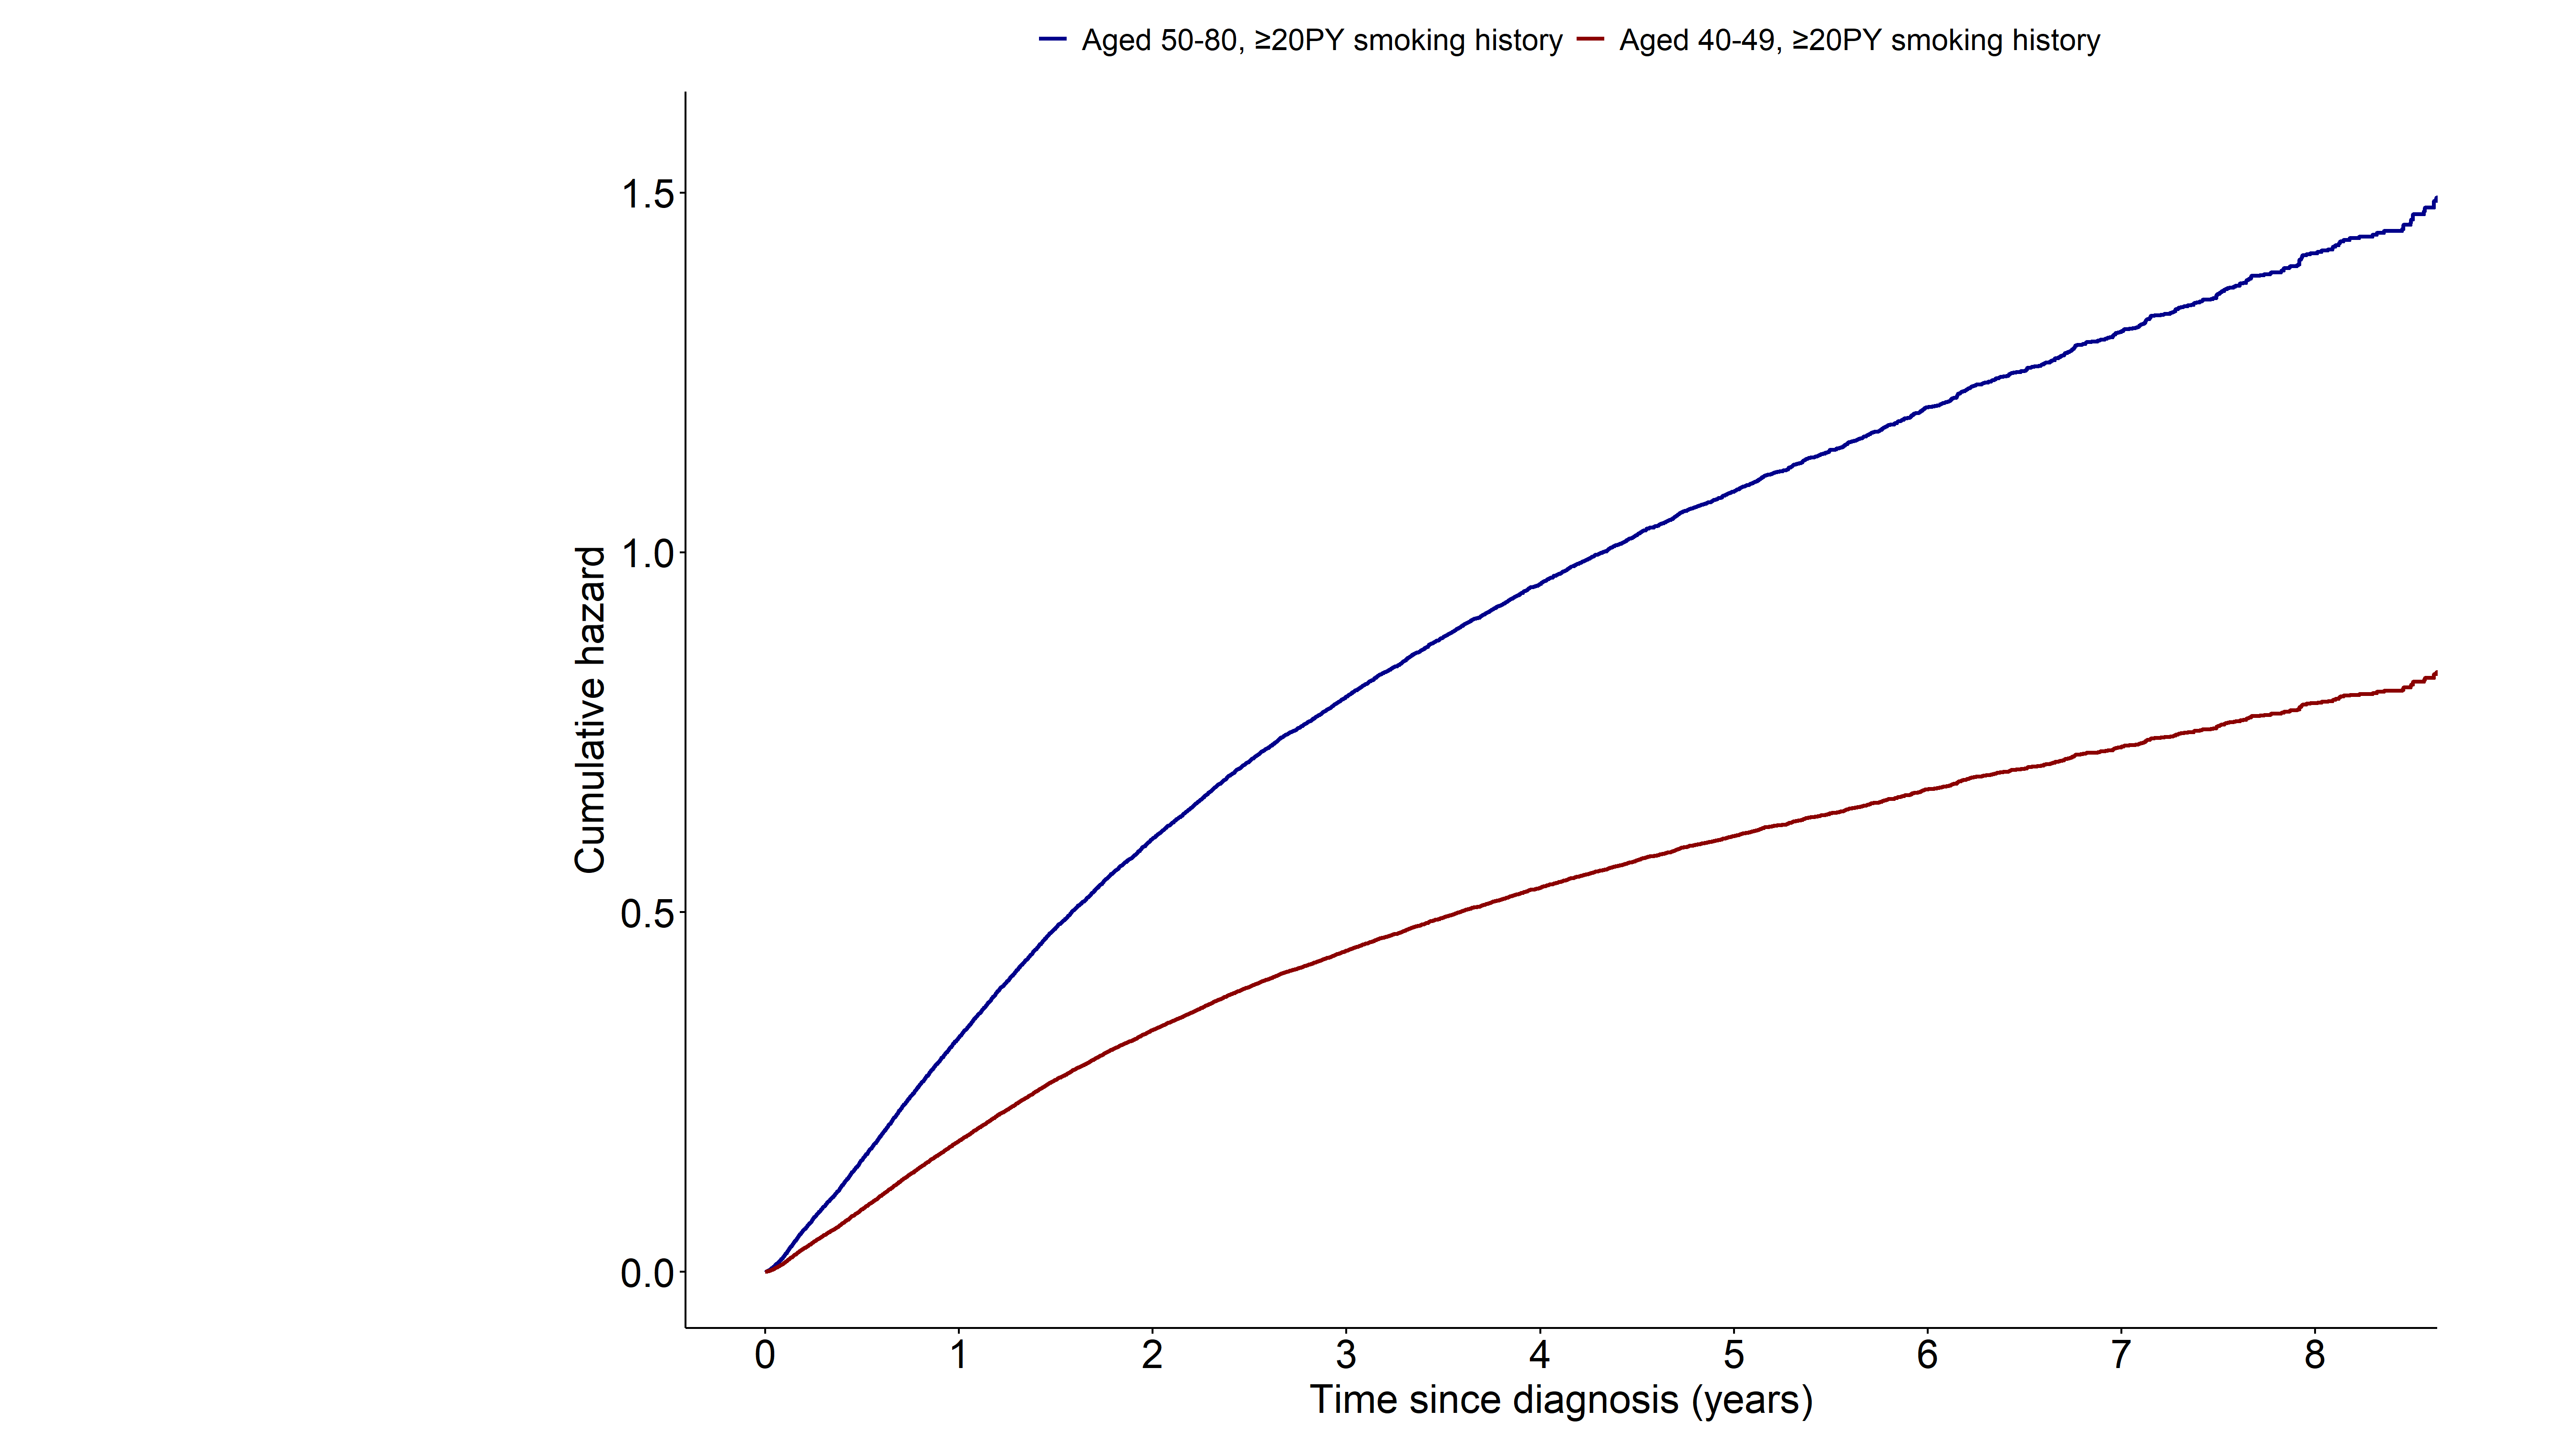 Aged 50-80, ≥20PY smoking history Aged 40-49, ≥20PY smoking history
1.5
1.0
0.5
0.0
Cumulative hazard
0 1 2 3 4 5 6 7 8
Time since diagnosis (years)